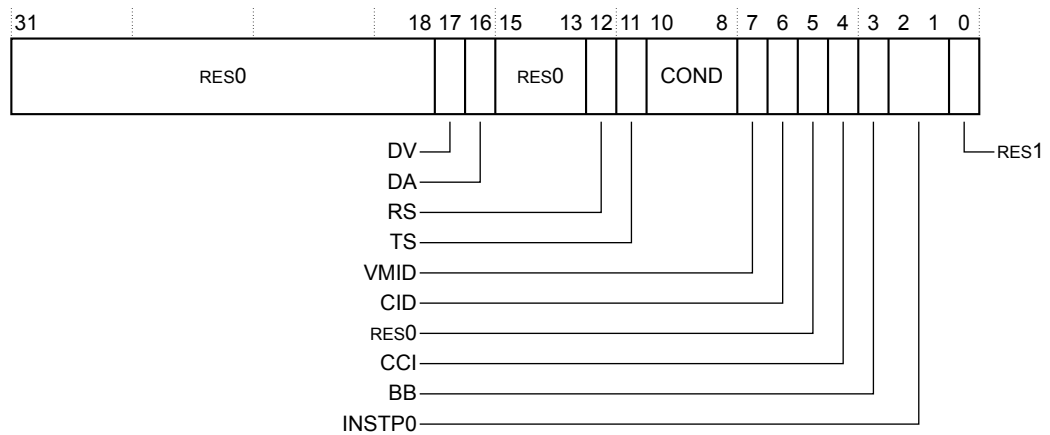 31 18 17 16 15 13 12 11 10 8 7 6 5 4 3 2 1 0
RES0 RES0 COND
DV RES1
DA
RS
TS
VMID
CID
RES0
CCI
BB
INSTP0